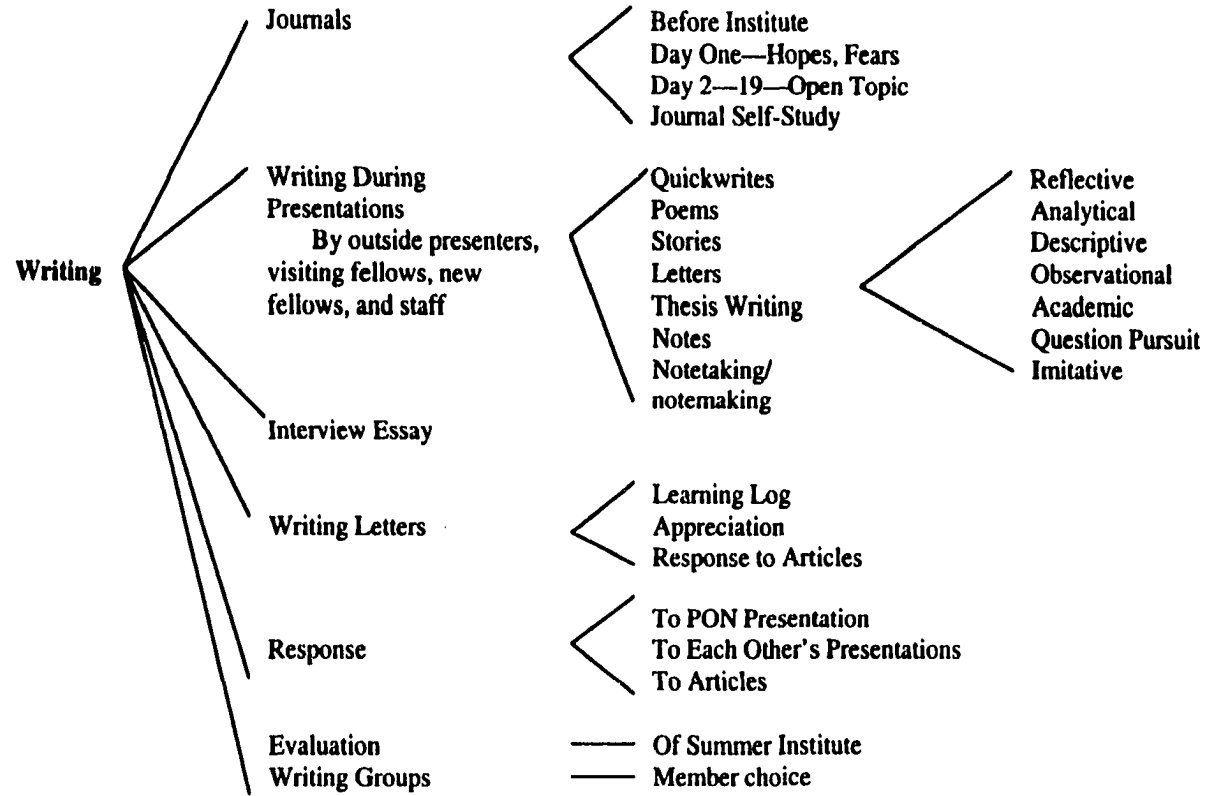 Writing
Journals
Before Institute
Day One—Hopes, Fears
Day 2—19—Open Topic
Journal Self-Study
Writing During
Presentations
By outside presenters,
visiting fellows, new
fellows, and staff
Quickwrites
Poems
Stories
Letters
Thesis Writing
Notes
Notetaking/
notemaking
Reflective
Analytical
Descriptive
Observational
Academic
Question Pursuit
Imitative
Interview Essay
Writing Letters
Learning Log
Appreciation
Response to Articles
Response
To PON Presentation
To Each Other's Presentations
To Articles
Evaluation
Of Summer Institute
Writing Groups
Member choice